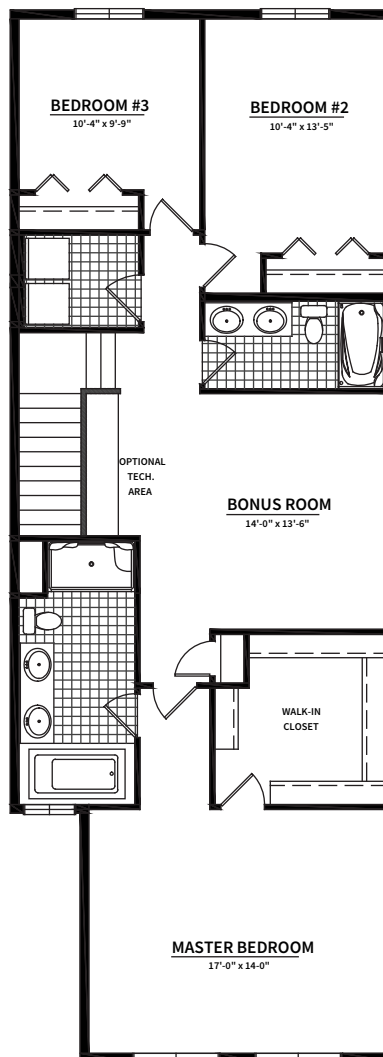 BEDROOM #3
10'-4" x 9'-9"
BEDROOM #2
10'-4" x 13'-5"
OPTIONAL
TECH.
AREA
BONUS ROOM
14'-0" x 13'-6"
WALK-IN
CLOSET
MASTER BEDROOM
17'-0" x 14-0"